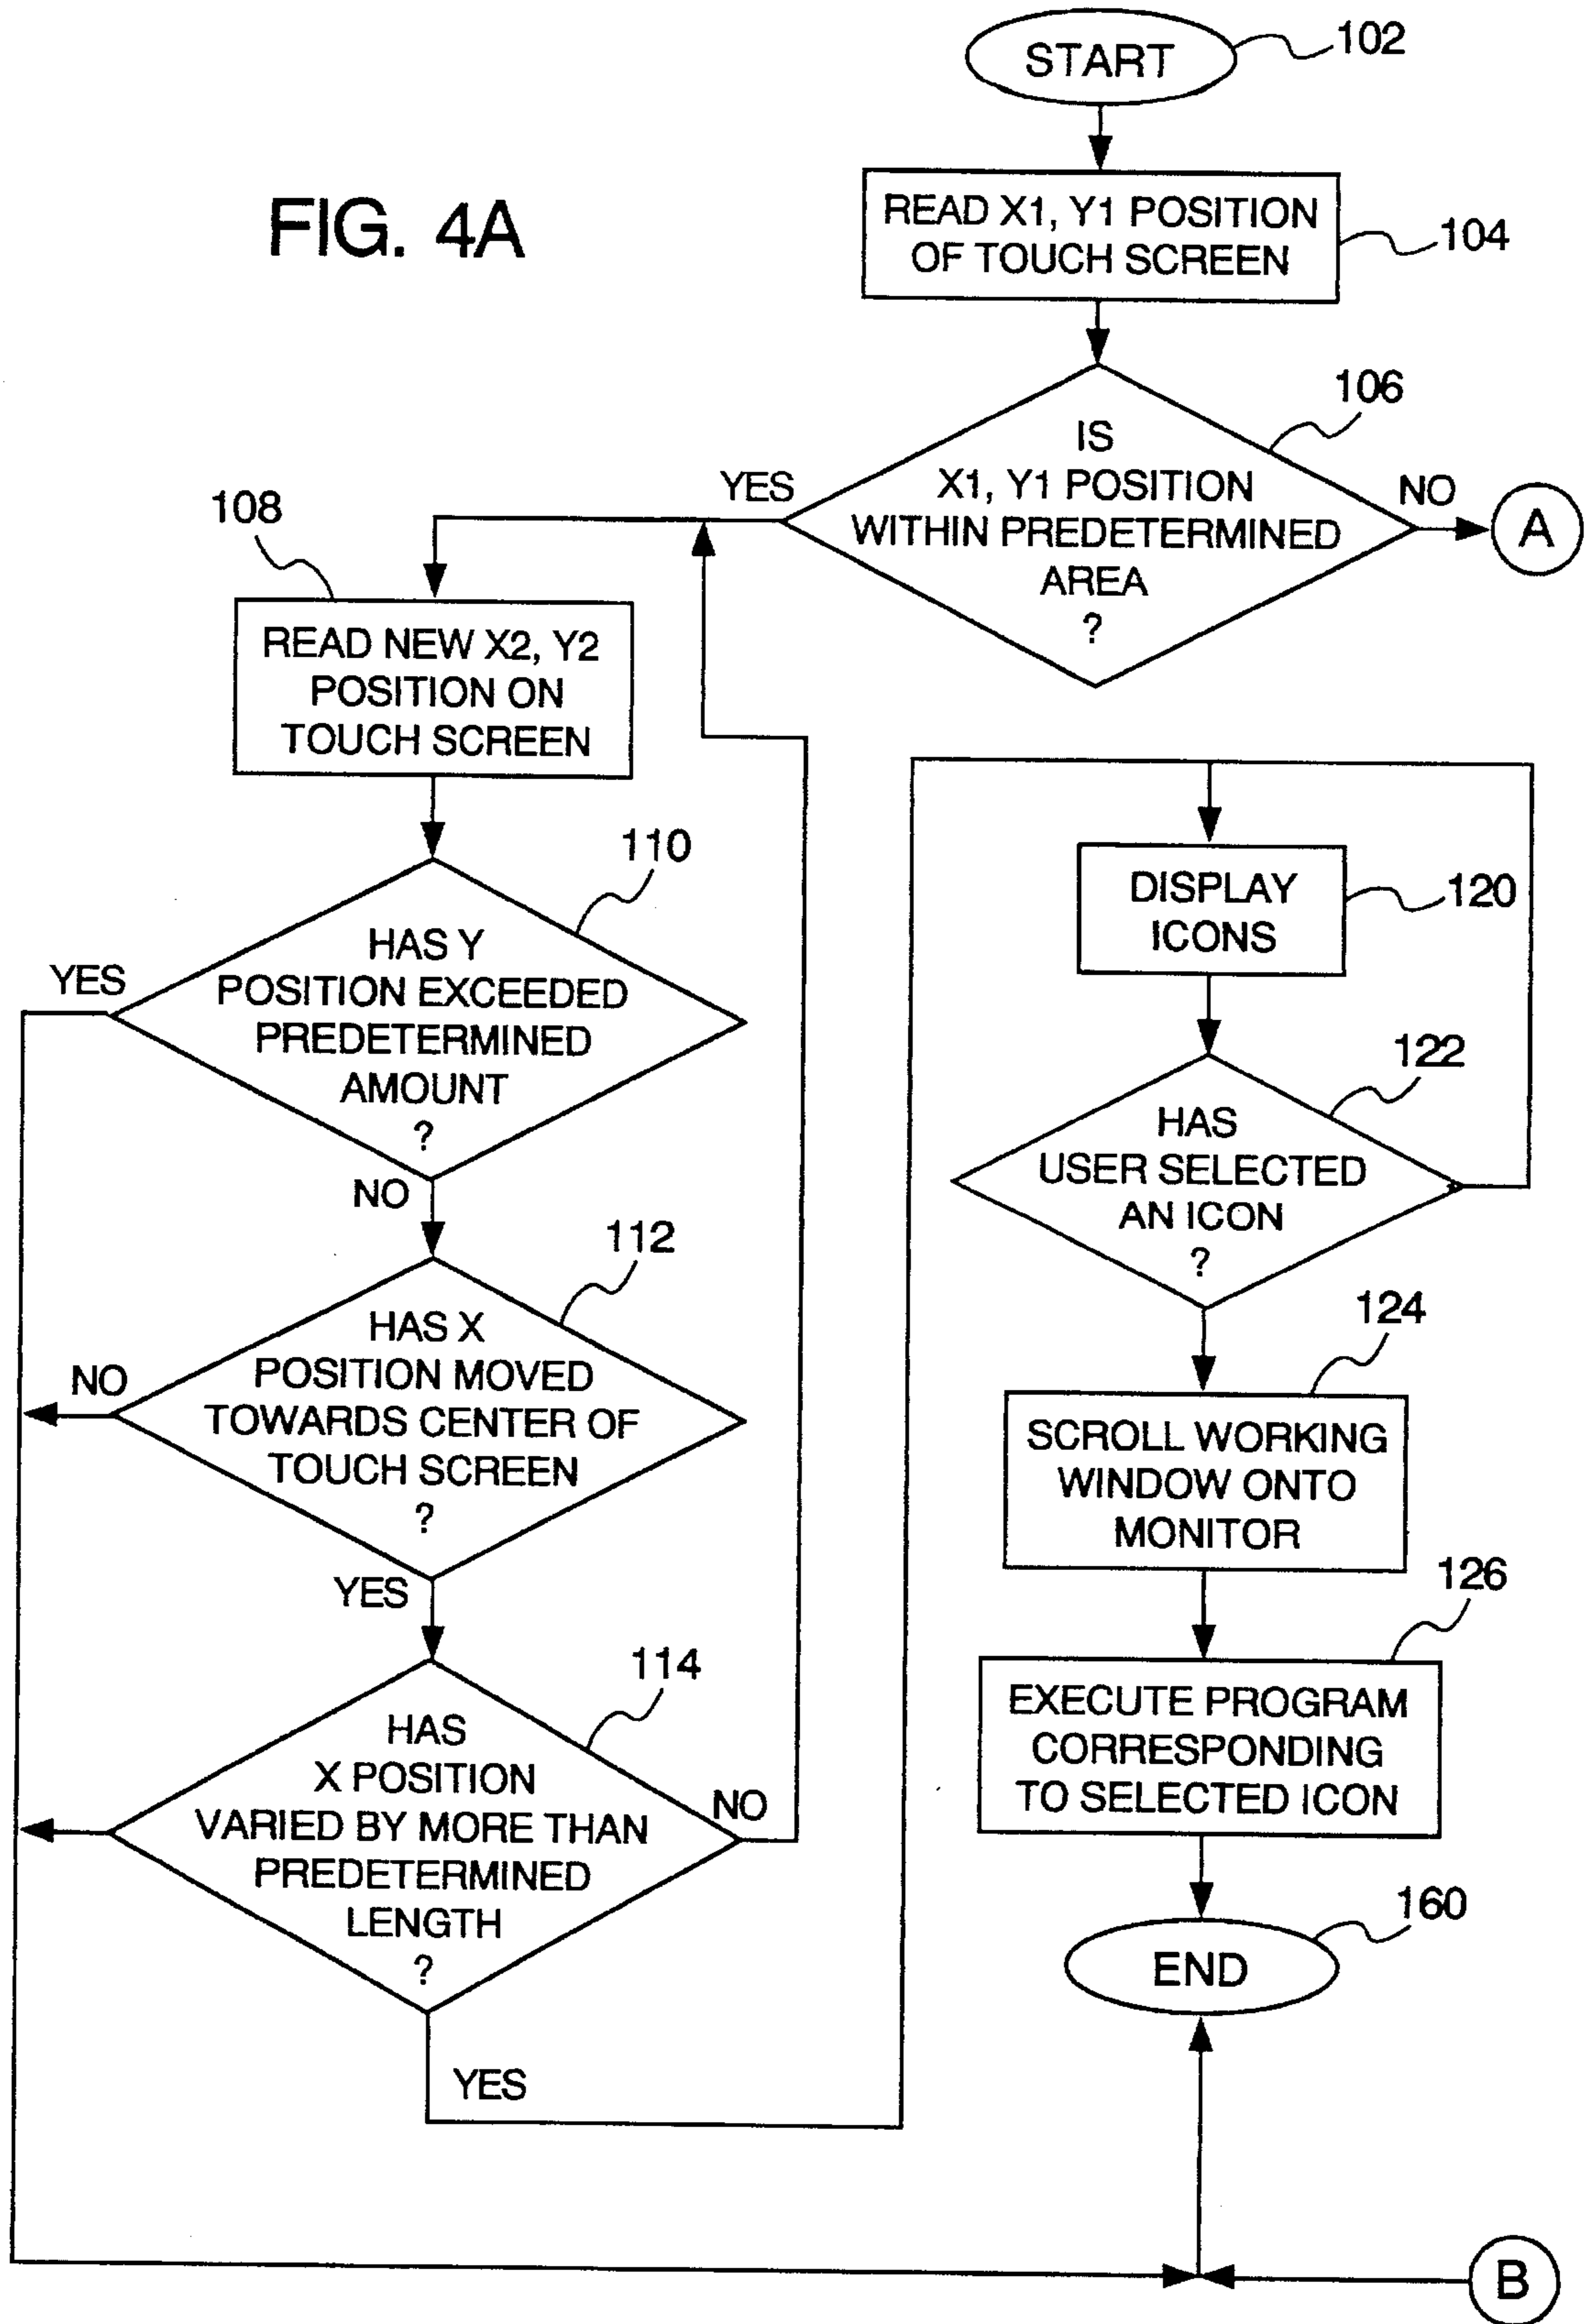 FIG. 4A
START
102
READ X1, Y1 POSITION
OF TOUCH SCREEN
104
106
IS
X1, Y1 POSITION
WITHIN PREDETERMINED
AREA
?
YES
NO
A
108
READ NEW X2, Y2
POSITION ON
TOUCH SCREEN
110
HAS Y
POSITION EXCEEDED
PREDETERMINED
AMOUNT
?
YES
NO
112
HAS X
POSITION MOVED
TOWARDS CENTER OF
TOUCH SCREEN
?
NO
YES
114
HAS
X POSITION
VARIED BY MORE THAN
PREDETERMINED
LENGTH
?
NO
YES
DISPLAY
ICONS
120
122
HAS
USER SELECTED
AN ICON
?
124
SCROLL WORKING
WINDOW ONTO
MONITOR
126
EXECUTE PROGRAM
CORRESPONDING
TO SELECTED ICON
160
END
B